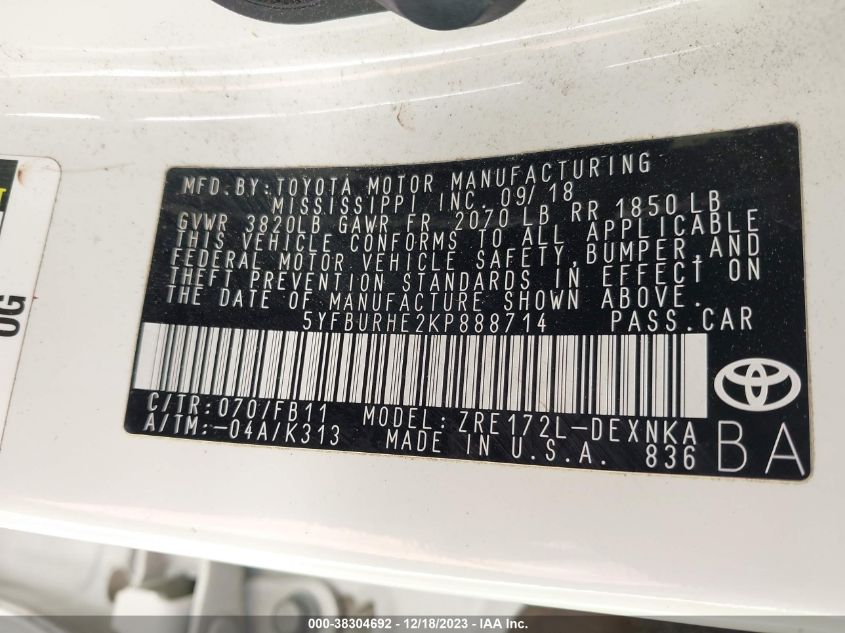 MFD. BY: TOYOTA MOTOR MANUFACTURING
MISSISSIPPI INC. 09/18
GVWR 3820LB GAWR FR 2070 LB RR 1850 LB
THIS VEHICLE CONFORMS TO ALL APPLICABLE
FEDERAL MOTOR VEHICLE SAFETY, BUMPER, AND
THEFT PREVENTION STANDARDS IN EFFECT ON
THE DATE OF MANUFACTURE SHOWN ABOVE.
5YFBURHE2KP888714 PASS.CAR
C/TR: 070/FB11 MODEL: ZRE172L-DEXNKA
A/TM: -04A/K313 MADE IN U.S.A. 836
BA
OG
000-38304692 - 12/18/2023 - IAA Inc.